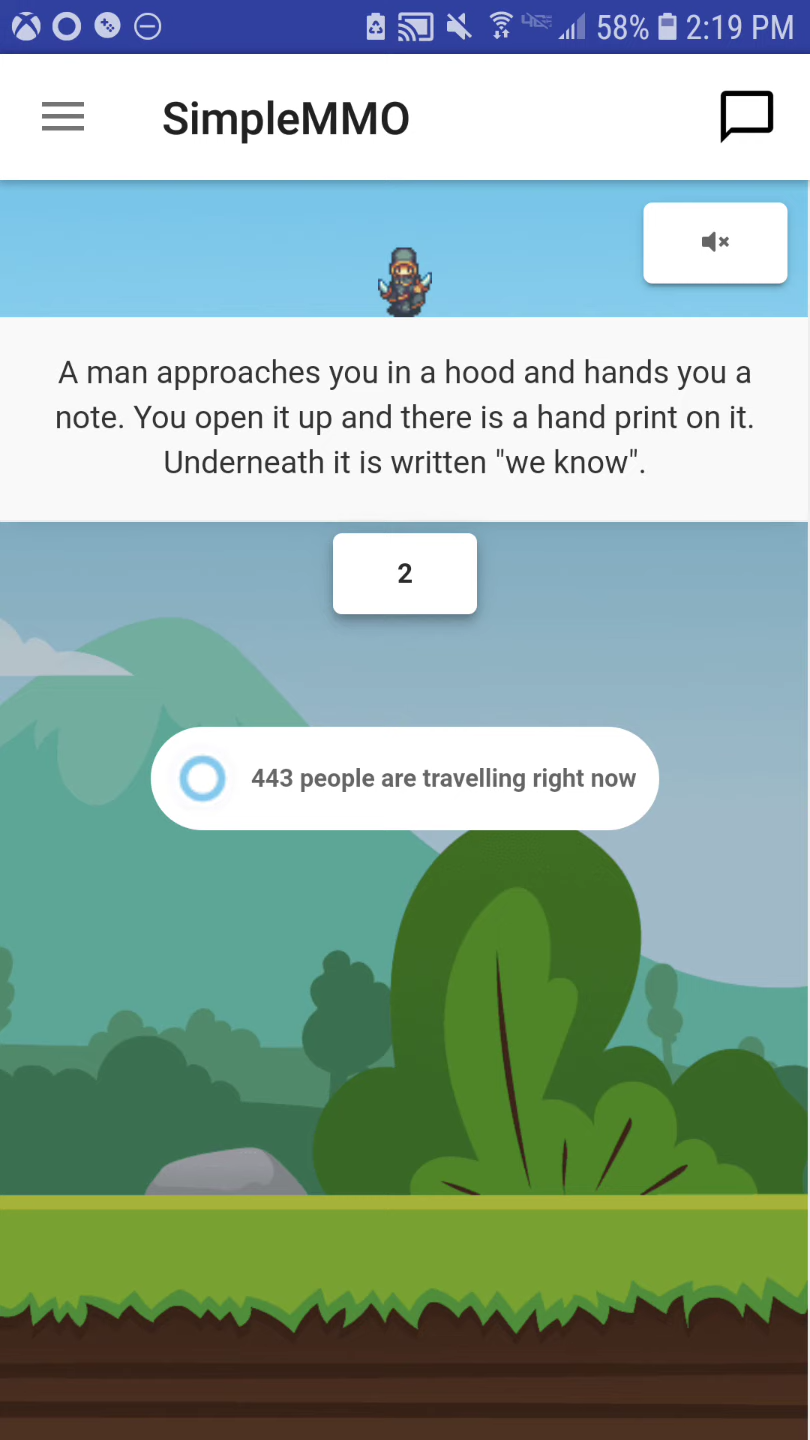 58% 2:19 PM
SimpleMMO
A man approaches you in a hood and hands you a
note. You open it up and there is a hand print on it.
Underneath it is written "we know".
2
443 people are travelling right now